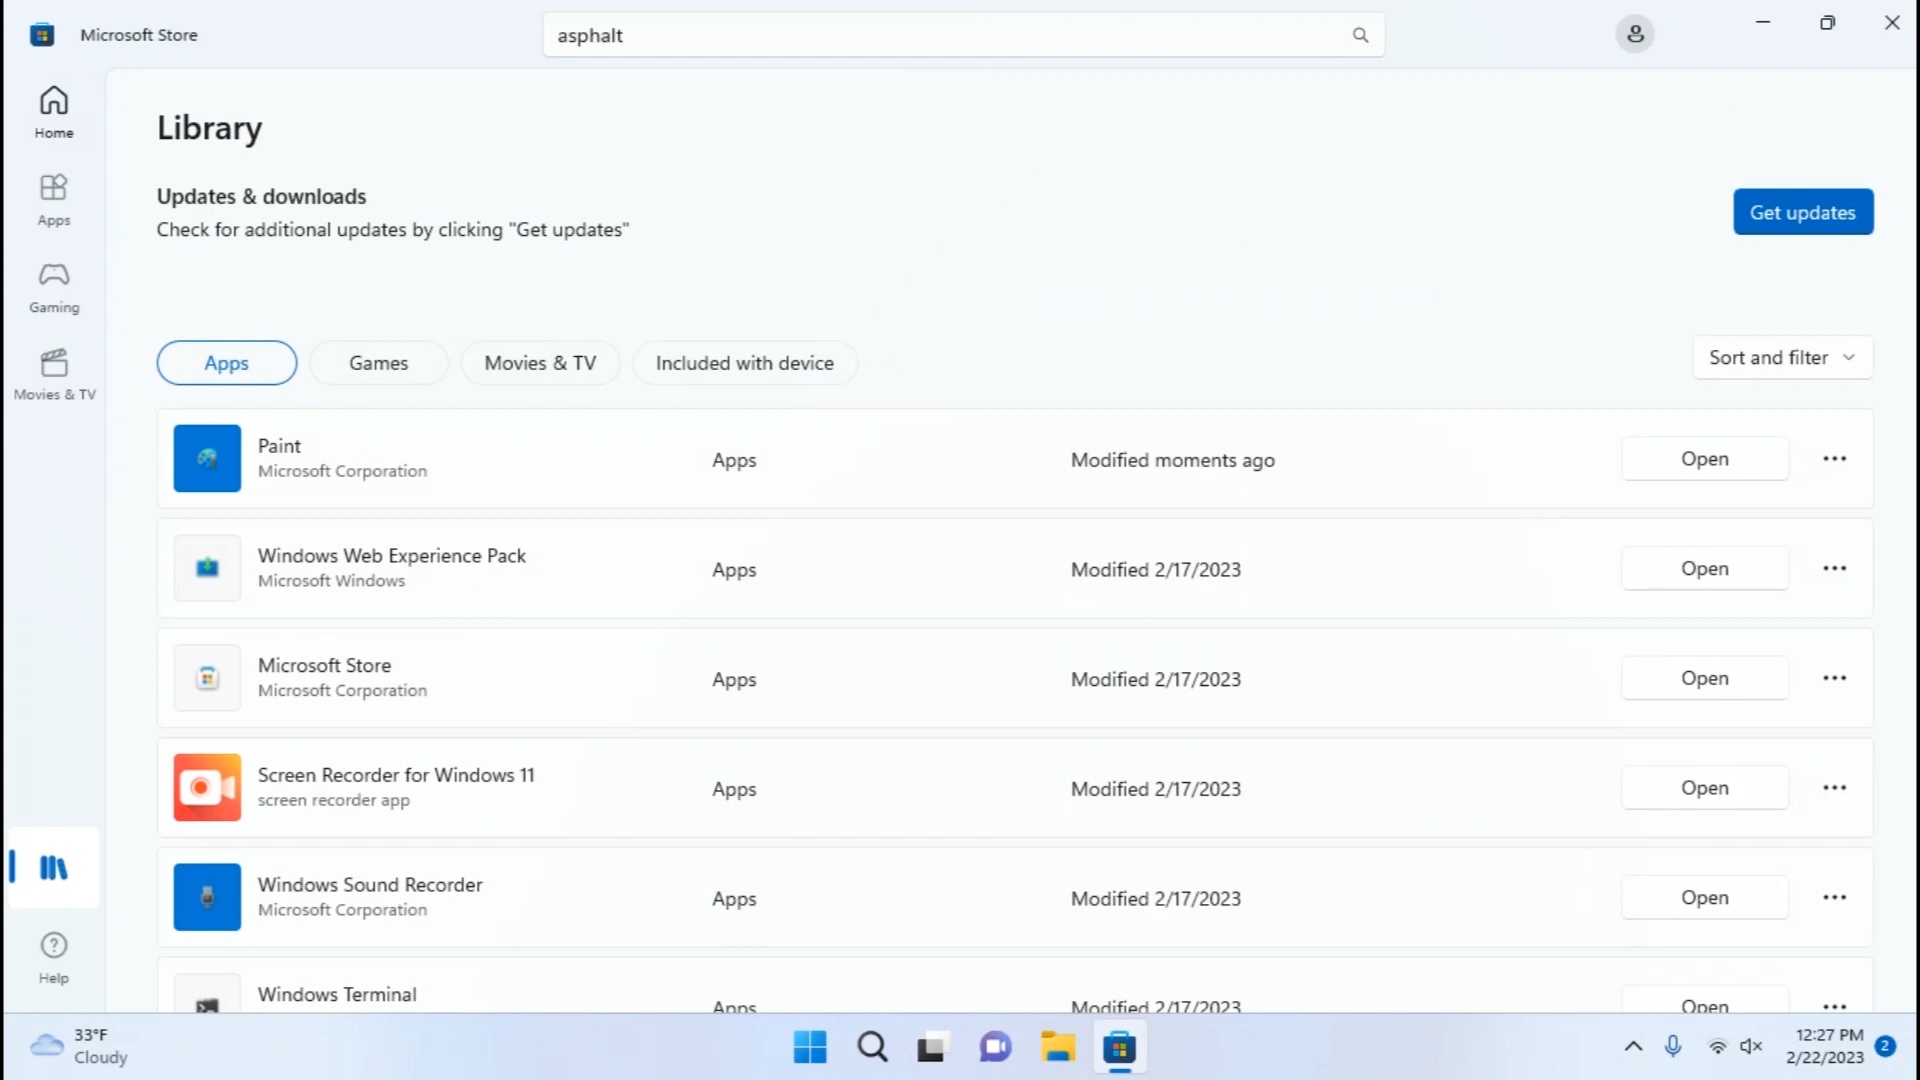 Microsoft Store
asphalt
Home
Apps
Gaming
Movies & TV
Help
Library
Updates & downloads
Check for additional updates by clicking "Get updates"
Get updates
Apps
Games
Movies & TV
Included with device
Sort and filter
Paint
Microsoft Corporation
Apps
Modified moments ago
Open
Windows Web Experience Pack
Microsoft Windows
Apps
Modified 2/17/2023
Open
Microsoft Store
Microsoft Corporation
Apps
Modified 2/17/2023
Open
Screen Recorder for Windows 11
screen recorder app
Apps
Modified 2/17/2023
Open
Windows Sound Recorder
Microsoft Corporation
Apps
Modified 2/17/2023
Open
Windows Terminal
Apps
Modified 2/17/2023
Open
33°F
Cloudy
12:27 PM
2/22/2023
2